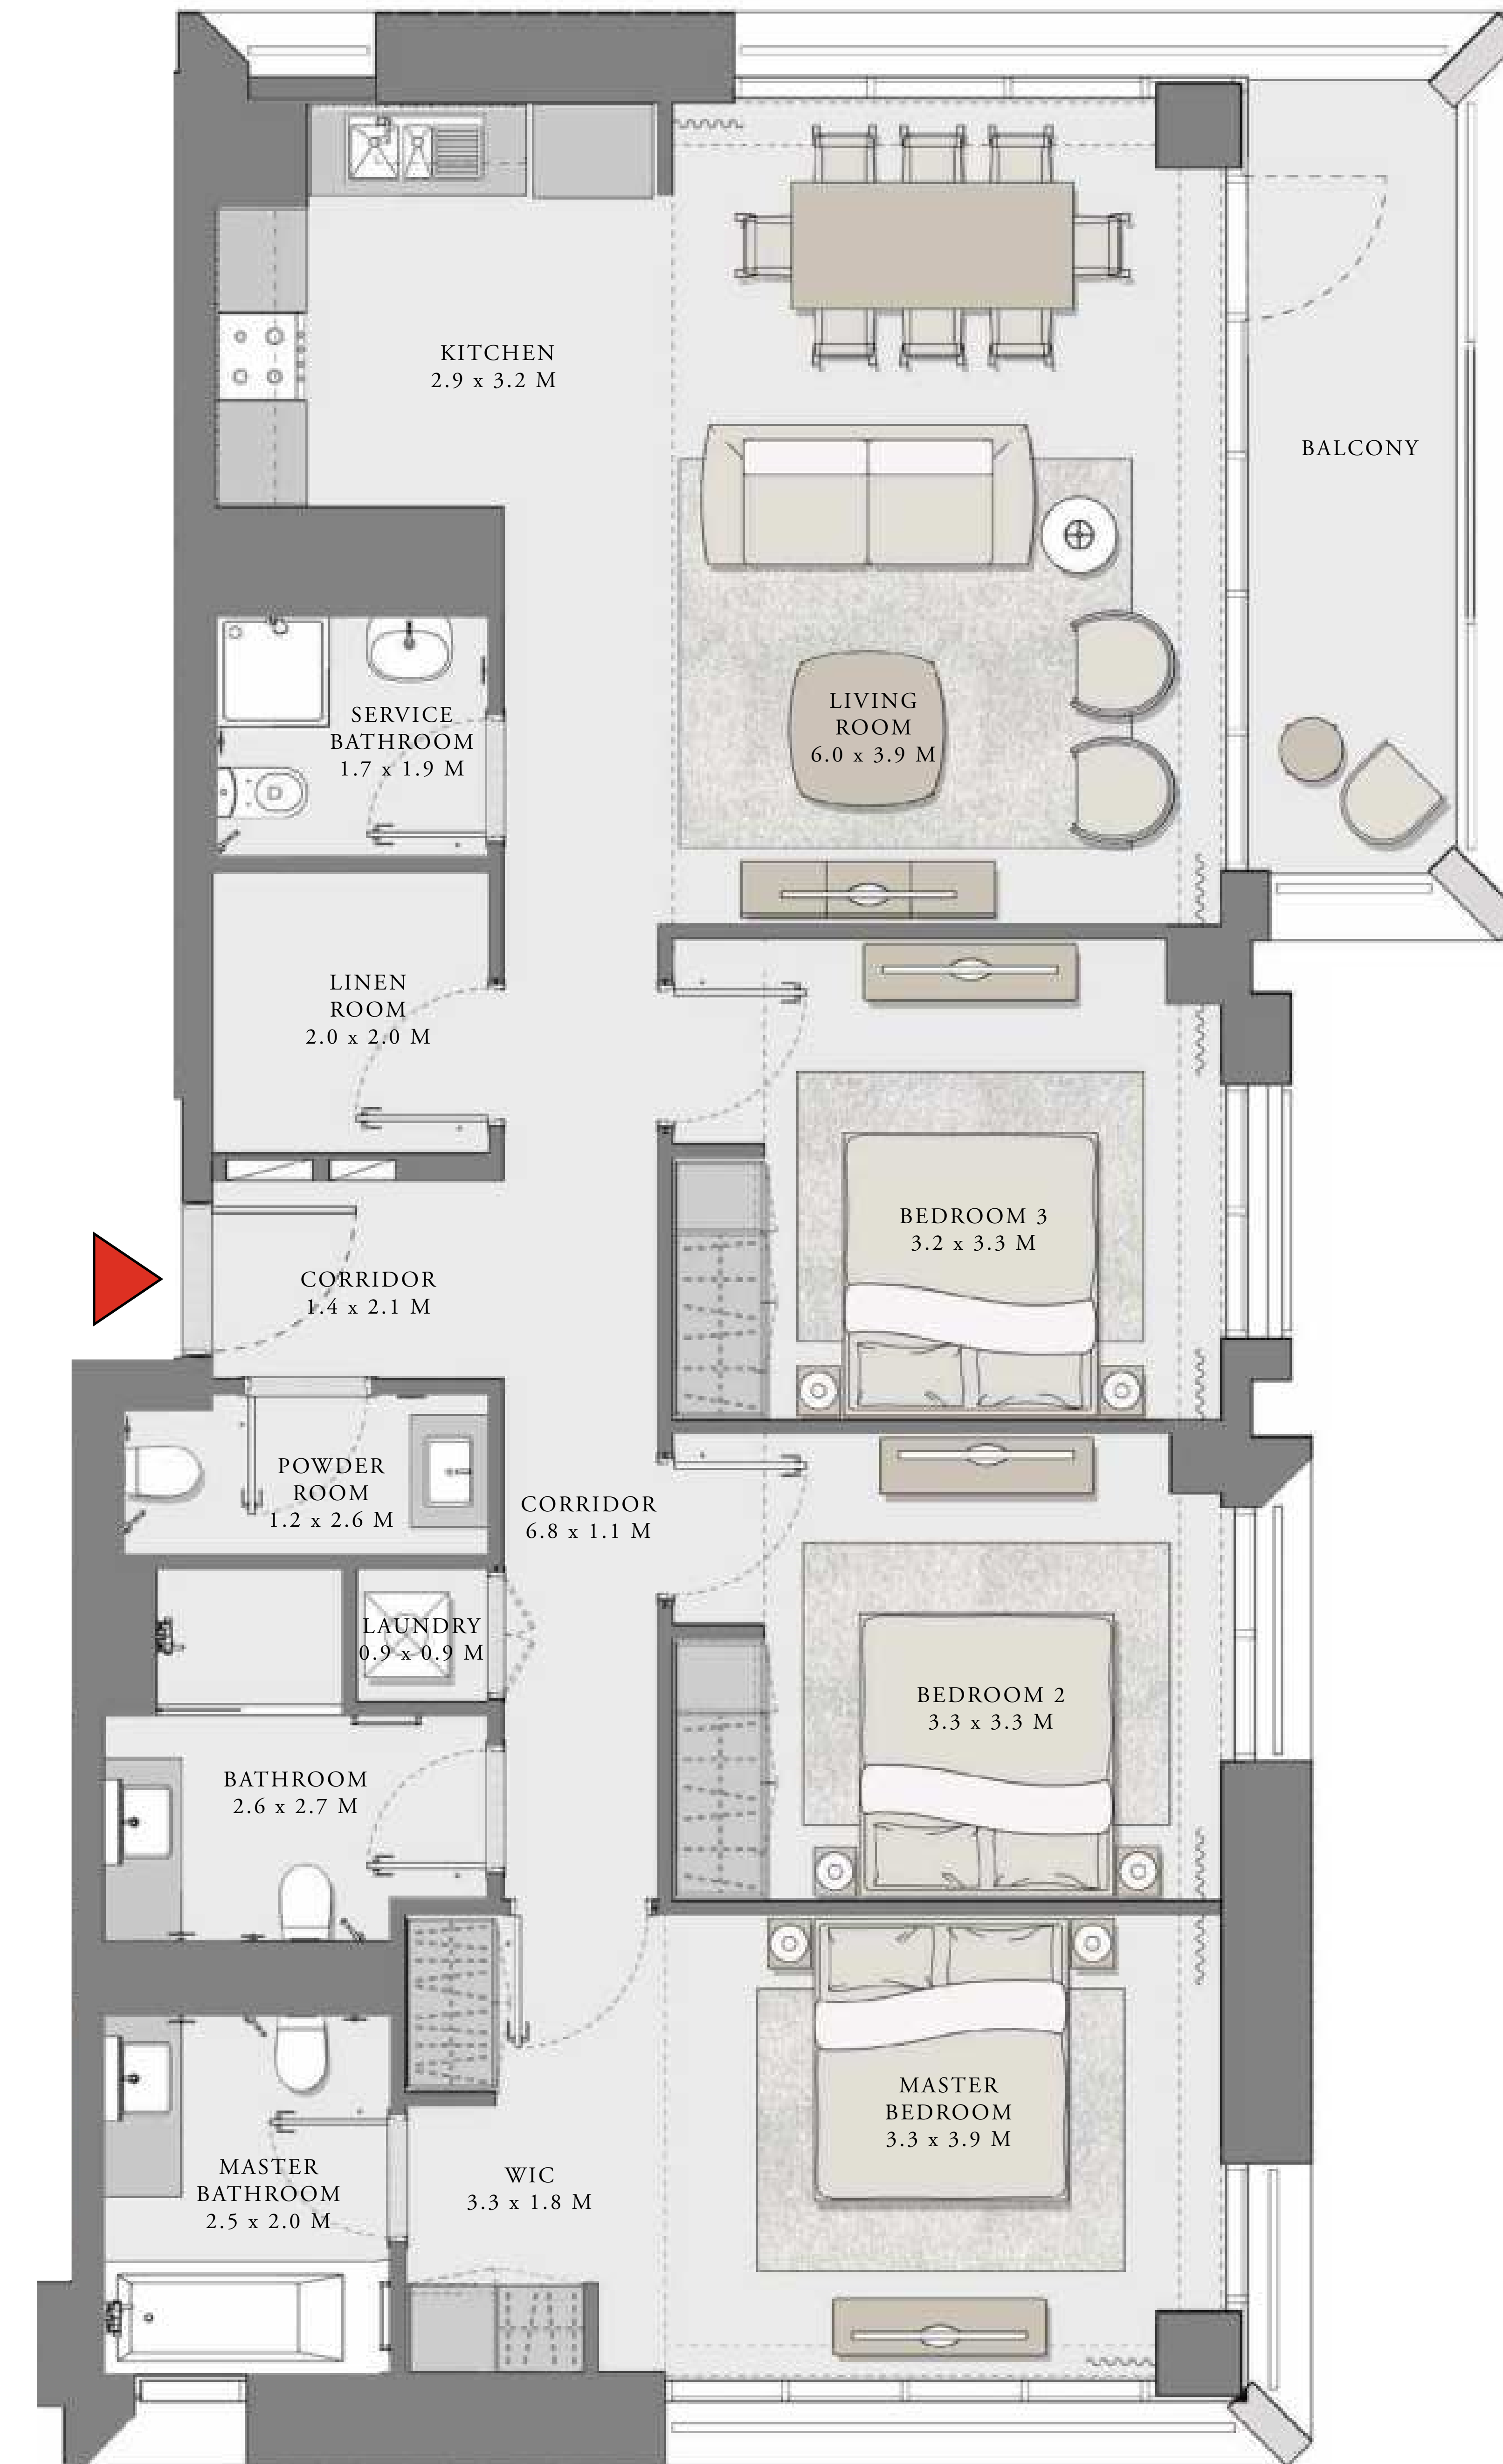 KITCHEN
2.9 x 3.2 M
BALCONY
LIVING
ROOM
6.0 x 3.9 M
SERVICE
BATHROOM
1.7 x 1.9 M
LINEN
ROOM
2.0 x 2.0 M
BEDROOM 3
3.2 x 3.3 M
CORRIDOR
1.4 x 2.1 M
POWDER
ROOM
1.2 x 2.6 M
CORRIDOR
6.8 x 1.1 M
LAUNDRY
0.9 x 0.9 M
BEDROOM 2
3.3 x 3.3 M
BATHROOM
2.6 x 2.7 M
MASTER
BEDROOM
3.3 x 3.9 M
MASTER
BATHROOM
2.5 x 2.0 M
WIC
3.3 x 1.8 M